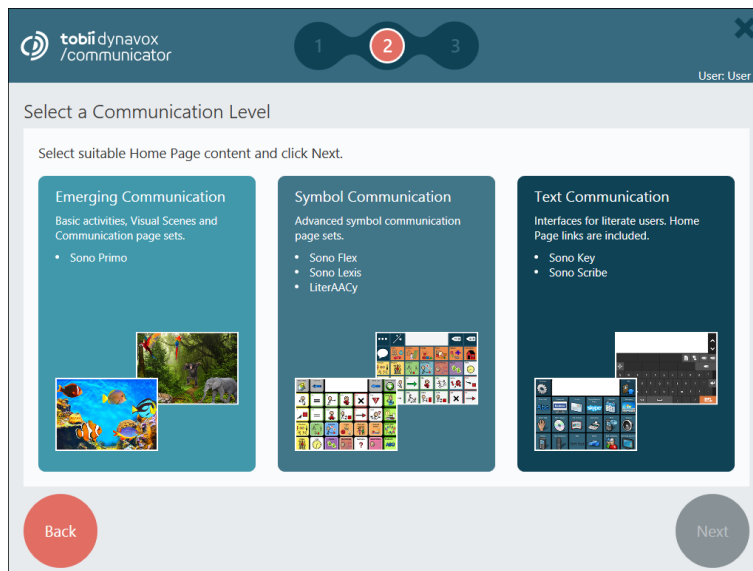 tobii dynavox
/communicator
1
2
3
User: User
Select a Communication Level
Select suitable Home Page content and click Next.
Emerging Communication
Basic activities, Visual Scenes and
Communication page sets.
• Sono Primo
Symbol Communication
Advanced symbol communication
page sets.
• Sono Flex
• Sono Lexis
• LiterAACy
Text Communication
Interfaces for literate users. Home
Page links are included.
• Sono Key
• Sono Scribe
Back
Next